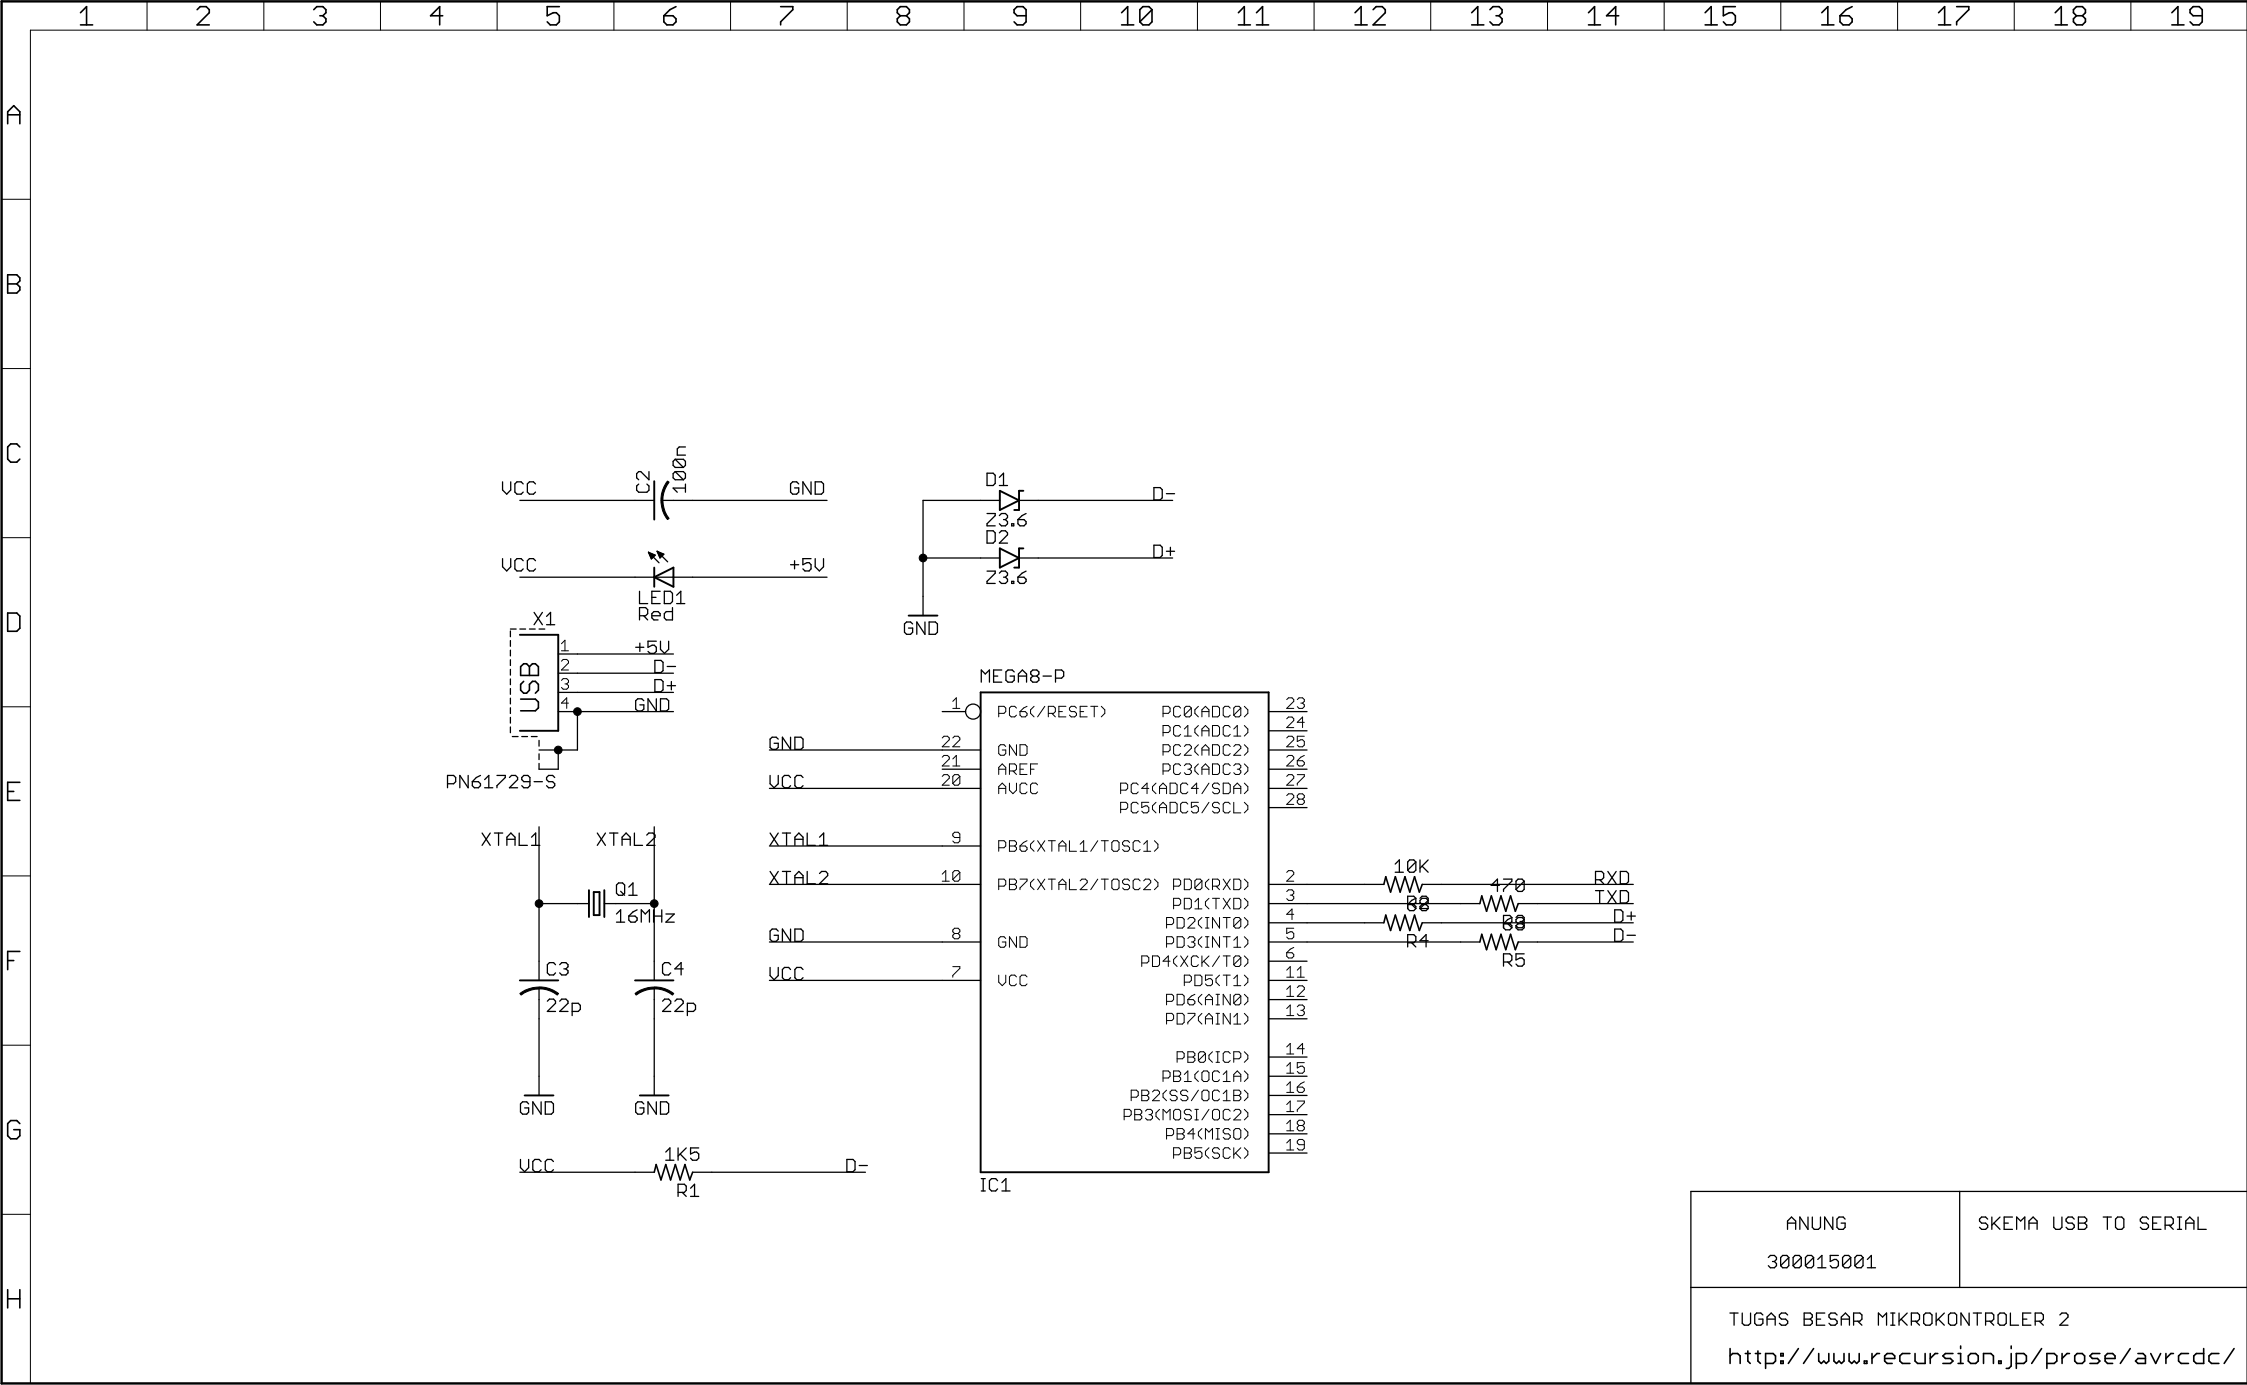 1 2 3 4 5 6 7 8 9 10 11 12 13 14 15 16 17 18 19
A
B
C
D
E
F
G
H
VCC
C2
100n
GND
VCC
+5V
LED1
Red
D1
Z3.6
D-
D2
Z3.6
D+
GND
X1
USB
1 +5V
2 D-
3 D+
4 GND
PN61729-S
XTAL1
XTAL2
Q1
16MHz
C3
22p
C4
22p
GND
GND
VCC
1K5
R1
D-
MEGA8-P
1 PC6(/RESET)
GND 22 GND
21 AREF
VCC 20 AVCC
XTAL1 9 PB6(XTAL1/TOSC1)
XTAL2 10 PB7(XTAL2/TOSC2)
GND 8 GND
VCC 7 VCC
PC0(ADC0) 23
PC1(ADC1) 24
PC2(ADC2) 25
PC3(ADC3) 26
PC4(ADC4/SDA) 27
PC5(ADC5/SCL) 28
PD0(RXD) 2
PD1(TXD) 3
PD2(INT0) 4
PD3(INT1) 5
PD4(XCK/T0) 6
PD5(T1) 11
PD6(AIN0) 12
PD7(AIN1) 13
PB0(ICP) 14
PB1(OC1A) 15
PB2(SS/OC1B) 16
PB3(MOSI/OC2) 17
PB4(MISO) 18
PB5(SCK) 19
IC1
10K
RXD
470
TXD
D+
R4
D-
R5
ANUNG
300015001
SKEMA USB TO SERIAL
TUGAS BESAR MIKROKONTROLER 2
http://www.recursion.jp/prose/avrcdc/